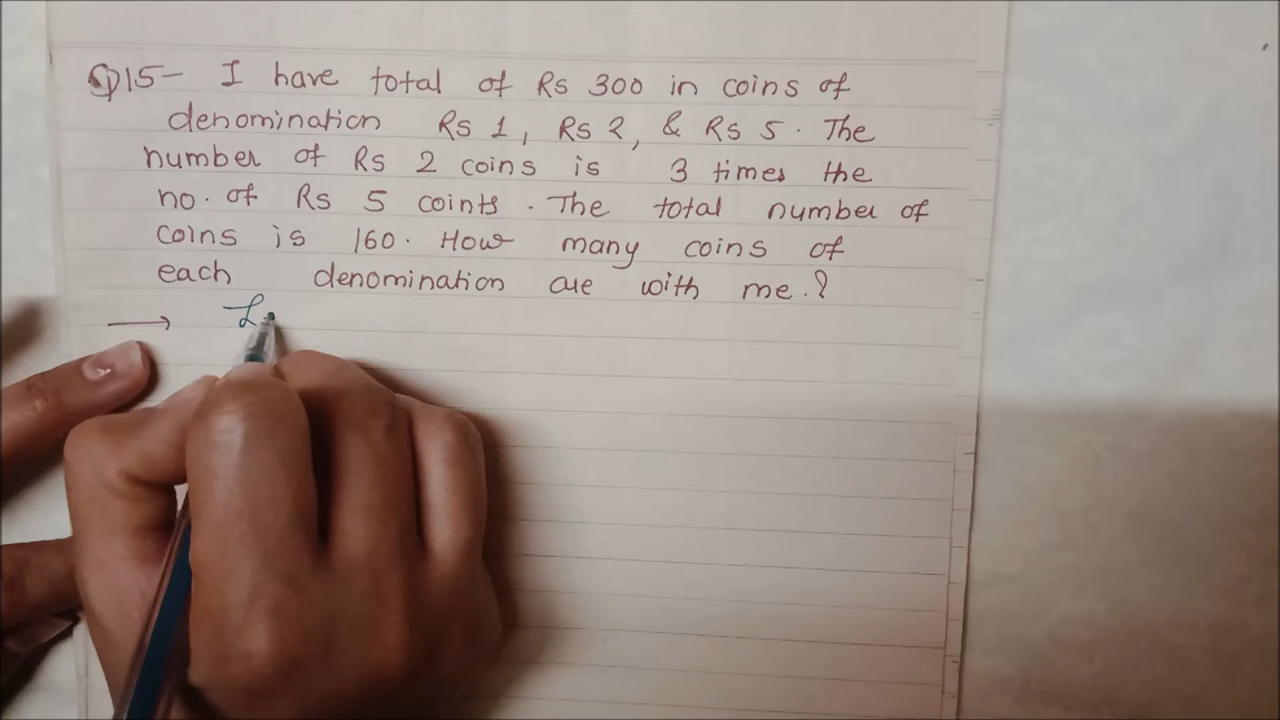 Q15- I have total of Rs 300 in coins of
denomination Rs 1, Rs 2, & Rs 5. The
number of Rs 2 coins is 3 times the
no. of Rs 5 coints. The total number of
coins is 160. How many coins of
each denomination are with me.?
→ L